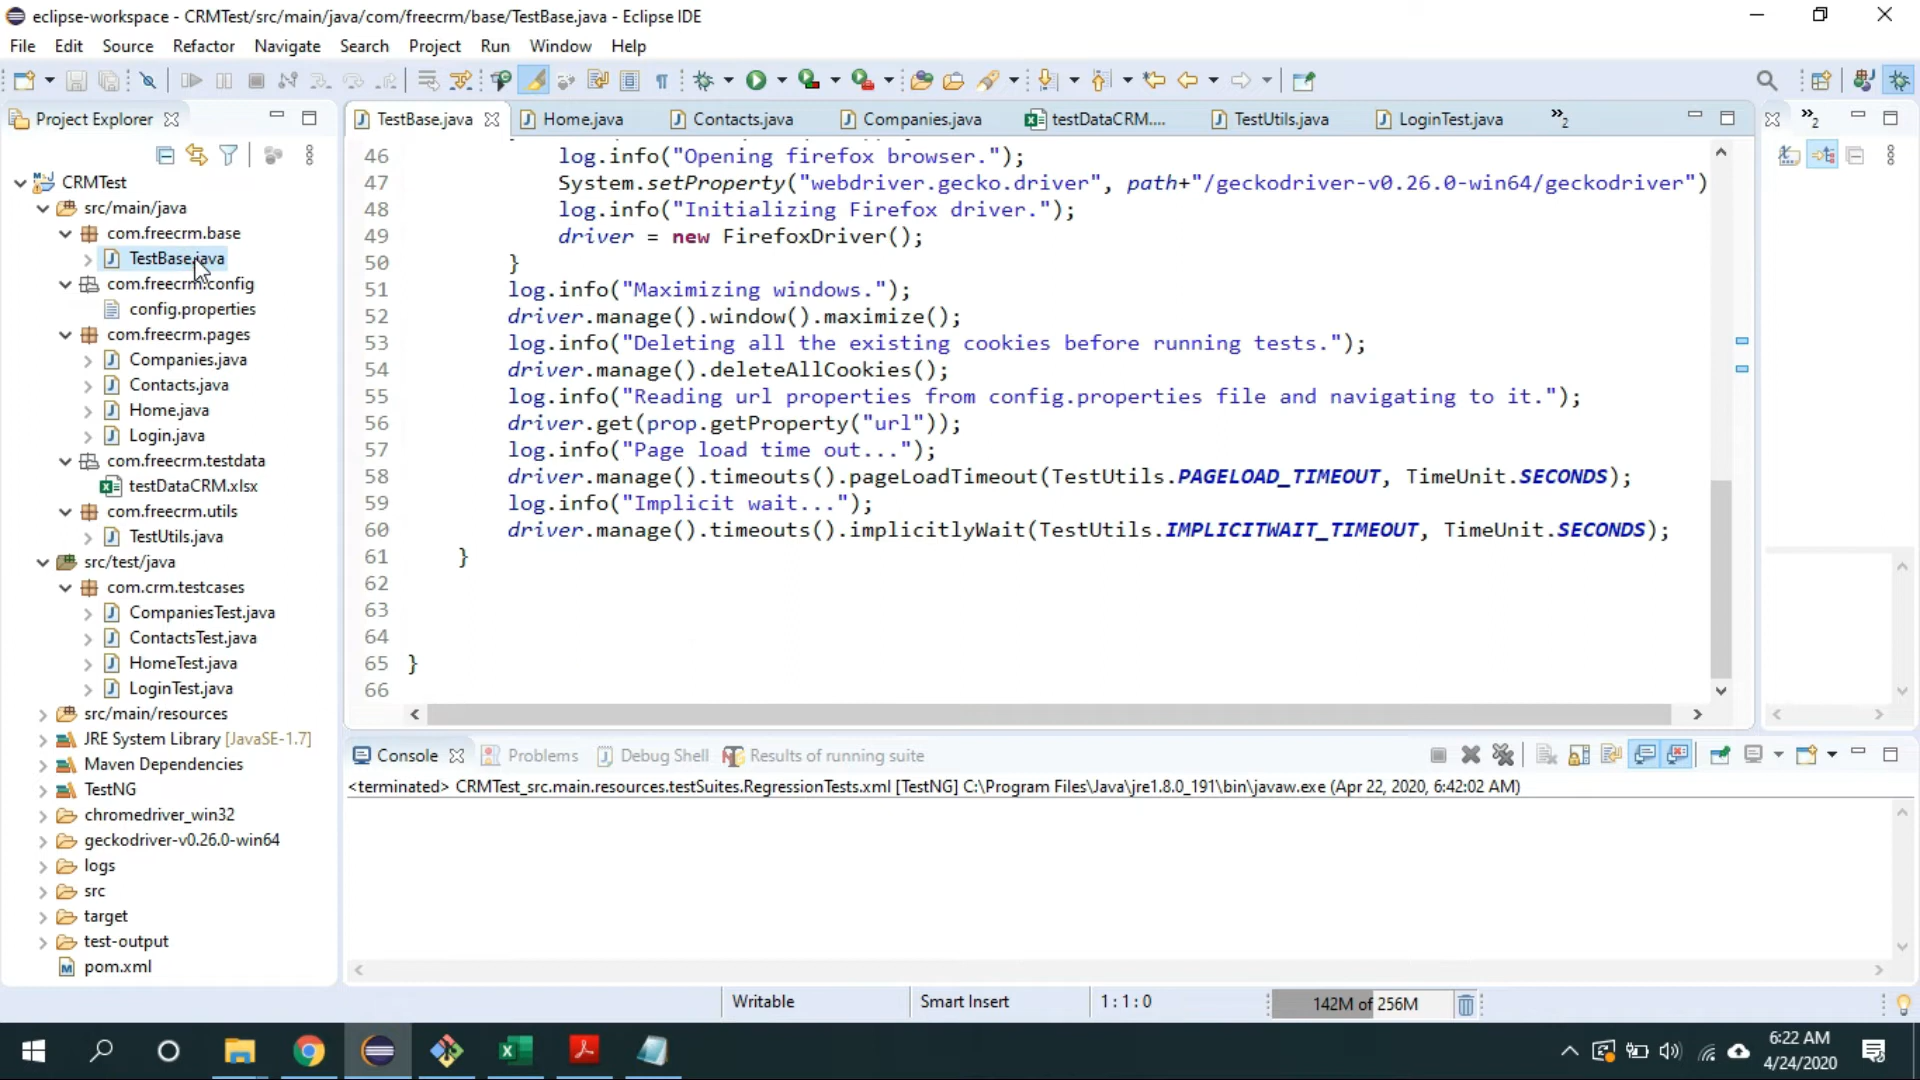 eclipse-workspace - CRMTest/src/main/java/com/freecrm/base/TestBase.java - Eclipse IDE
File Edit Source Refactor Navigate Search Project Run Window Help
Project Explorer
CRMTest
src/main/java
com.freecrm.base
TestBase.java
com.freecrm.config
config.properties
com.freecrm.pages
Companies.java
Contacts.java
Home.java
Login.java
com.freecrm.testdata
testDataCRM.xlsx
com.freecrm.utils
TestUtils.java
src/test/java
com.crm.testcases
CompaniesTest.java
ContactsTest.java
HomeTest.java
LoginTest.java
src/main/resources
JRE System Library [JavaSE-1.7]
Maven Dependencies
TestNG
chromedriver_win32
geckodriver-v0.26.0-win64
logs
src
target
test-output
pom.xml
TestBase.java Home.java Contacts.java Companies.java testDataCRM.... TestUtils.java LoginTest.java »2
»2
46 log.info("Opening firefox browser.");
47 System.setProperty("webdriver.gecko.driver", path+"/geckodriver-v0.26.0-win64/geckodriver")
48 log.info("Initializing Firefox driver.");
49 driver = new FirefoxDriver();
50 }
51 log.info("Maximizing windows.");
52 driver.manage().window().maximize();
53 log.info("Deleting all the existing cookies before running tests.");
54 driver.manage().deleteAllCookies();
55 log.info("Reading url properties from config.properties file and navigating to it.");
56 driver.get(prop.getProperty("url"));
57 log.info("Page load time out...");
58 driver.manage().timeouts().pageLoadTimeout(TestUtils.PAGELOAD_TIMEOUT, TimeUnit.SECONDS);
59 log.info("Implicit wait...");
60 driver.manage().timeouts().implicitlyWait(TestUtils.IMPLICITWAIT_TIMEOUT, TimeUnit.SECONDS);
61 }
62
63
64
65 }
66
Console Problems Debug Shell Results of running suite
<terminated> CRMTest_src.main.resources.testSuites.RegressionTests.xml [TestNG] C:\Program Files\Java\jre1.8.0_191\bin\javaw.exe (Apr 22, 2020, 6:42:02 AM)
Writable Smart Insert 1 : 1 : 0 142M of 256M
6:22 AM
4/24/2020